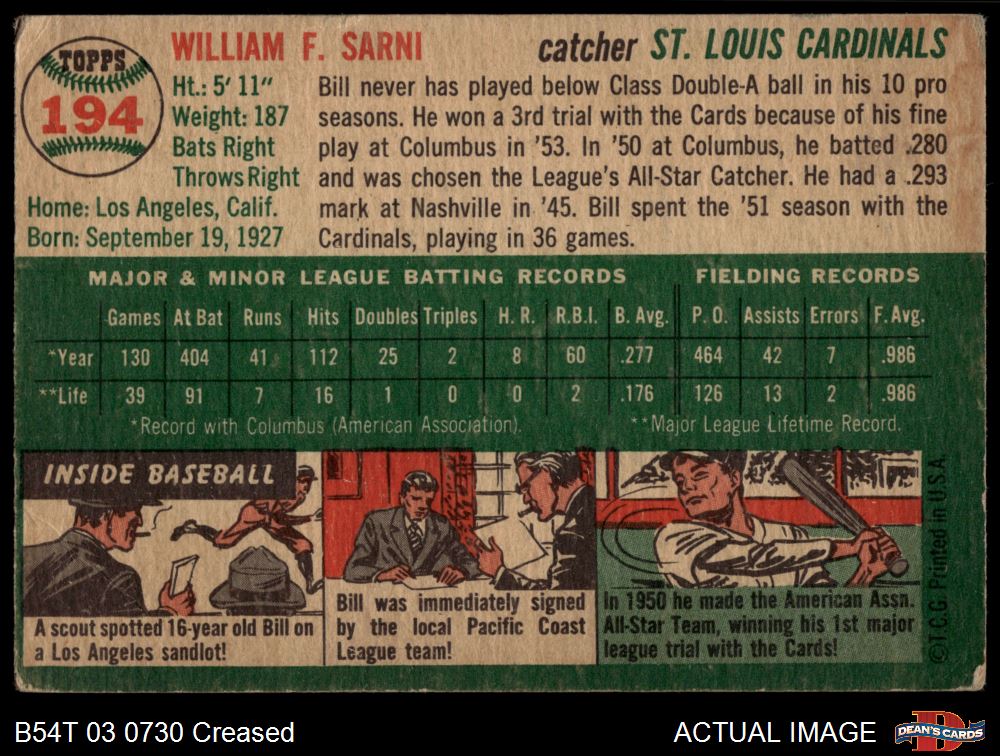 TOPPS
194
WILLIAM F. SARNI
catcher ST. LOUIS CARDINALS
Ht.: 5' 11"
Weight: 187
Bats Right
Throws Right
Home: Los Angeles, Calif.
Born: September 19, 1927
Bill never has played below Class Double-A ball in his 10 pro
seasons. He won a 3rd trial with the Cards because of his fine
play at Columbus in '53. In '50 at Columbus, he batted .280
and was chosen the League's All-Star Catcher. He had a .293
mark at Nashville in '45. Bill spent the '51 season with the
Cardinals, playing in 36 games.
MAJOR & MINOR LEAGUE BATTING RECORDS FIELDING RECORDS
Games At Bat Runs Hits Doubles Triples H. R. R.B.I. B. Avg. P. O. Assists Errors F. Avg.
*Year 130 404 41 112 25 2 8 60 .277 464 42 7 .986
**Life 39 91 7 16 1 0 0 2 .176 126 13 2 .986
*Record with Columbus (American Association). **Major League Lifetime Record.
INSIDE BASEBALL
A scout spotted 16-year old Bill on
a Los Angeles sandlot!
Bill was immediately signed
by the local Pacific Coast
League team!
In 1950 he made the American Assn.
All-Star Team, winning his 1st major
league trial with the Cards!
©T.C.G. Printed in U.S.A.
B54T 03 0730 Creased
ACTUAL IMAGE
DEAN'S CARDS